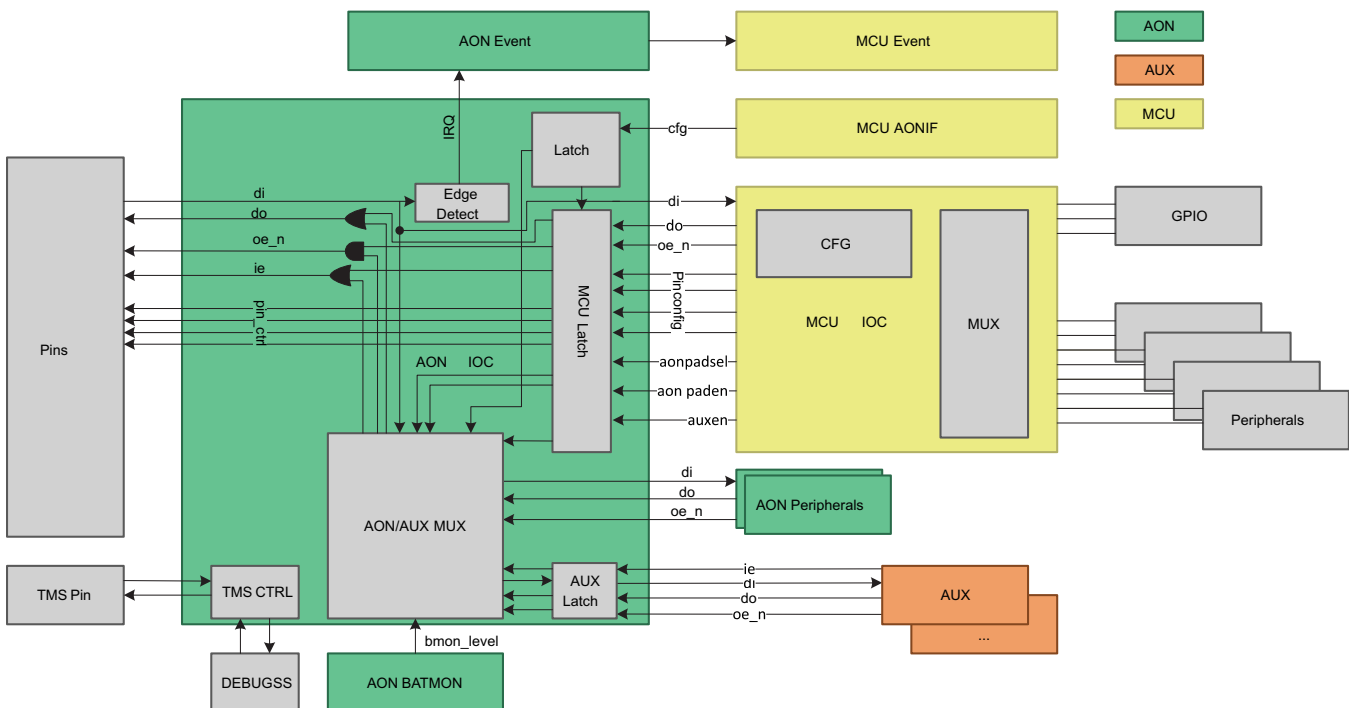 AON Event
MCU Event
AON
AUX
MCU
IRQ
Latch
cfg
MCU AONIF
Edge
Detect
di
do
oe_n
ie
pin_ctrl
Pins
MCU Latch
AON IOC
di
do
oe_n
Pinconfig
aonpadsel
aon paden
auxen
CFG
MCU IOC
MUX
GPIO
Peripherals
AON/AUX MUX
di
do
oe_n
AON Peripherals
TMS Pin
TMS CTRL
AUX
Latch
ie
di
do
oe_n
AUX
...
bmon_level
DEBUGSS
AON BATMON